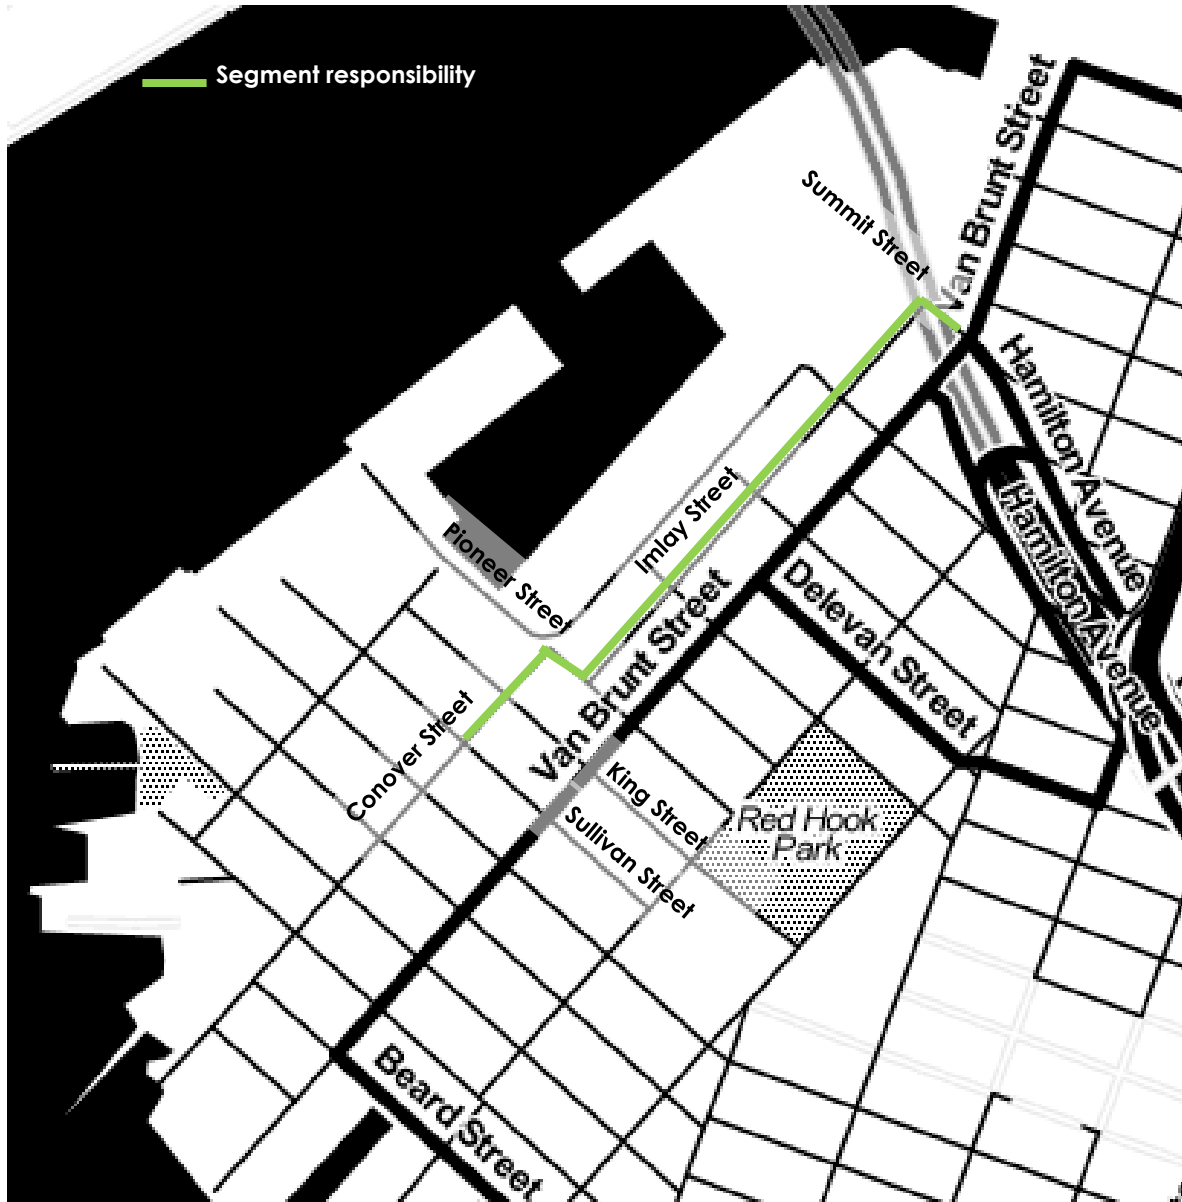 Segment responsibility
Van Brunt Street
Summit Street
Hamilton Avenue
Hamilton Avenue
Imlay Street
Pioneer Street
Delevan Street
Van Brunt Street
Conover Street
King Street
Sullivan Street
Red Hook
Park
Beard Street